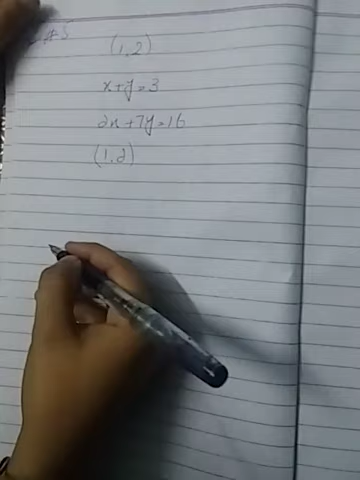 (1,2)
x+y=3
2x+7y=16
(1,2)